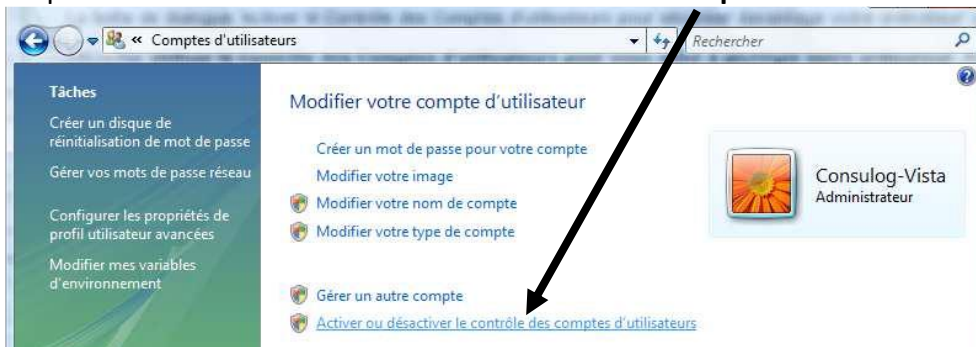 « Comptes d'utilisateurs
Rechercher
Tâches
Créer un disque de
réinitialisation de mot de passe
Gérer vos mots de passe réseau
Configurer les propriétés de
profil utilisateur avancées
Modifier mes variables
d'environnement
Modifier votre compte d'utilisateur
Créer un mot de passe pour votre compte
Modifier votre image
Modifier votre nom de compte
Modifier votre type de compte
Gérer un autre compte
Activer ou désactiver le contrôle des comptes d'utilisateurs
Consulog-Vista
Administrateur